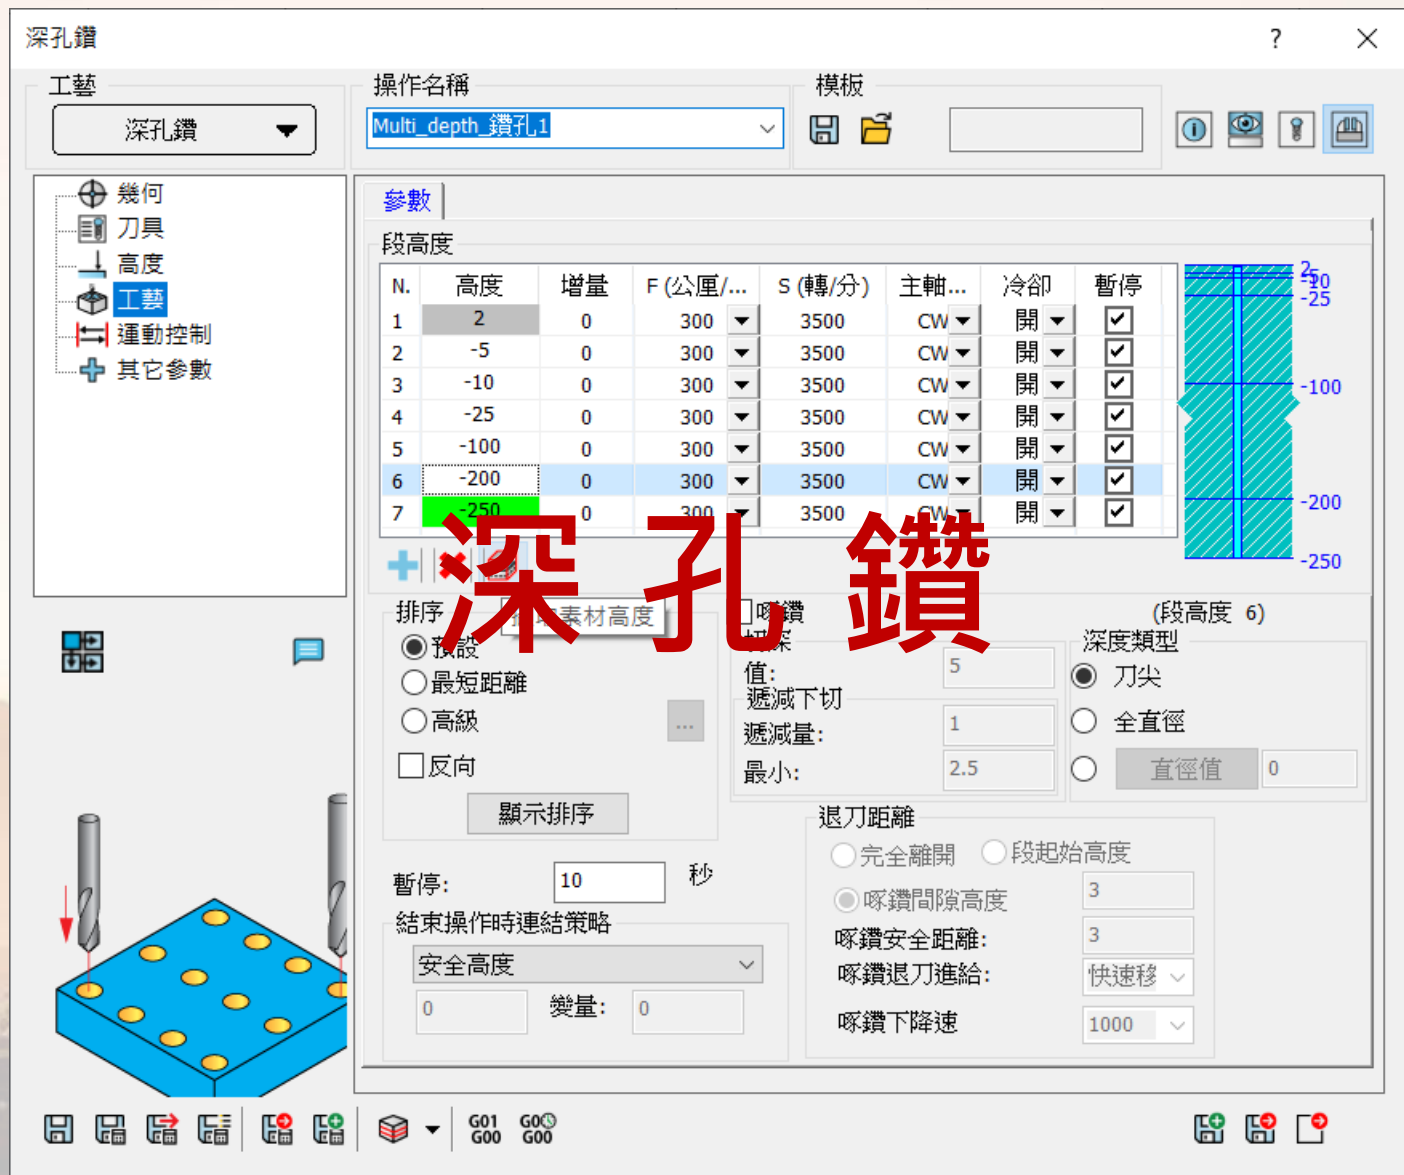 深孔鑽
?
工藝
操作名稱
模板
深孔鑽
Multi_depth_鑽孔1
幾何
刀具
高度
工藝
運動控制
其它參數
參數
段高度
N. 高度 增量 F (公厘/... S (轉/分) 主軸... 冷卻 暫停
1 2 0 300 3500 CW 開
2 -5 0 300 3500 CW 開
3 -10 0 300 3500 CW 開
4 -25 0 300 3500 CW 開
5 -100 0 300 3500 CW 開
6 -200 0 300 3500 CW 開
7 -250 0 300 3500 CW 開
-25
-100
-200
-250
深孔鑽
素材高度
排序
預設
最短距離
高級
...
反向
顯示排序
啄鑽
(段高度 6)
切深
值: 5
遞減下切
遞減量: 1
最小: 2.5
深度類型
刀尖
全直徑
直徑值 0
暫停: 10 秒
結束操作時連結策略
安全高度
0 變量: 0
退刀距離
完全離開 段起始高度
啄鑽間隙高度 3
啄鑽安全距離: 3
啄鑽退刀進給: 快速移
啄鑽下降速 1000
G01
G00
G00
G00